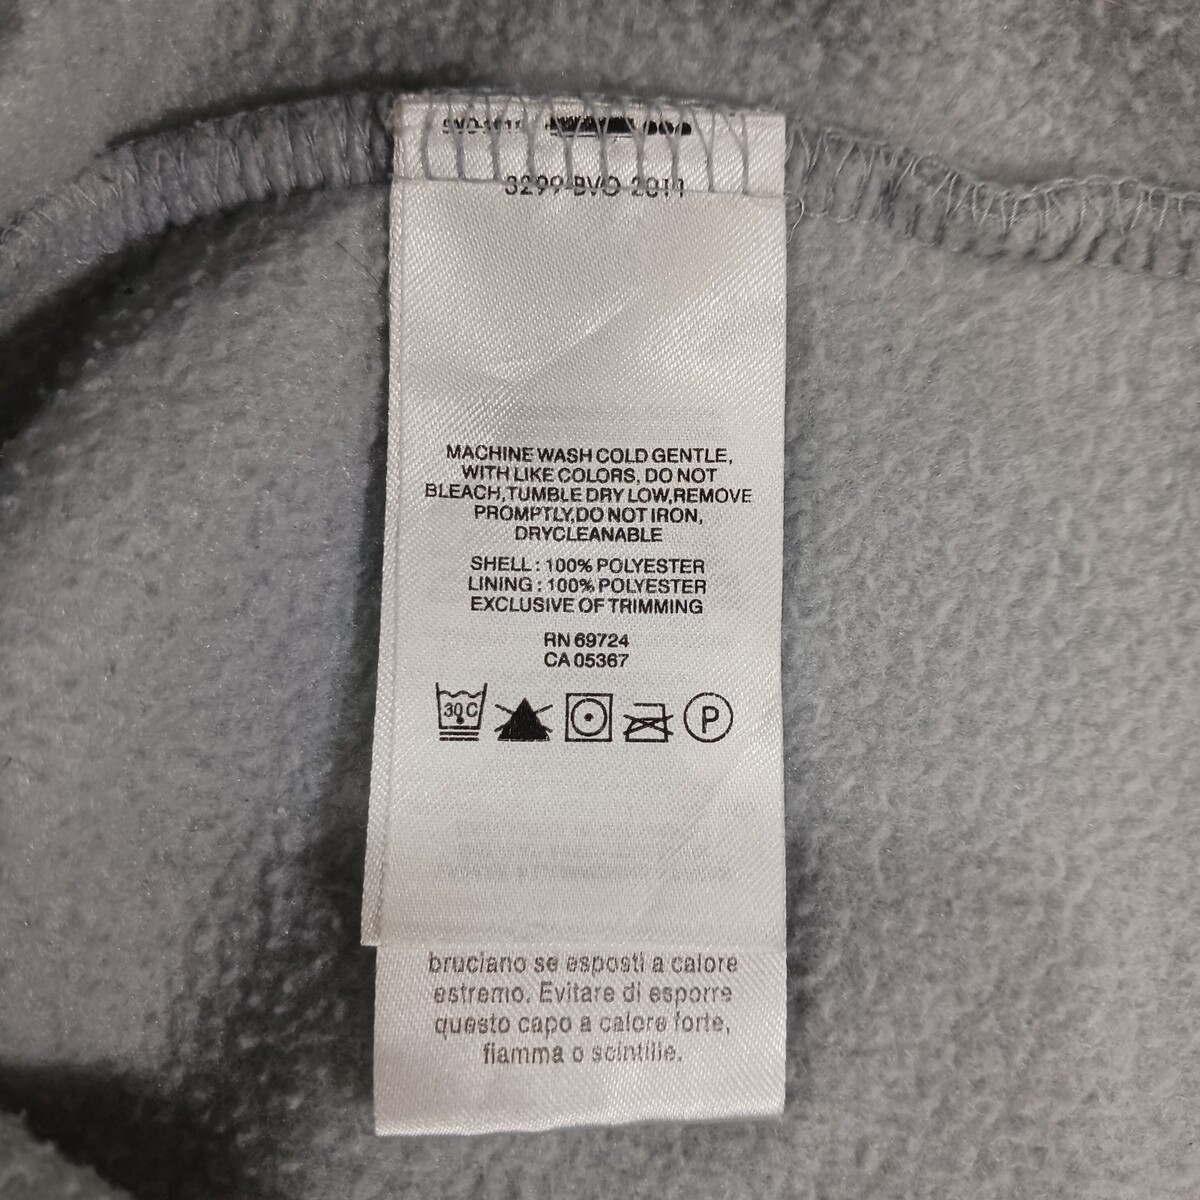 3299-BVO 2011
MACHINE WASH COLD GENTLE,
WITH LIKE COLORS, DO NOT
BLEACH,TUMBLE DRY LOW,REMOVE
PROMPTLY,DO NOT IRON,
DRYCLEANABLE
SHELL : 100% POLYESTER
LINING : 100% POLYESTER
EXCLUSIVE OF TRIMMING
RN 69724
CA 05367
30C P
bruciano se esposti a calore
estremo. Evitare di esporre
questo capo a calore forte,
fiamma o scintille.